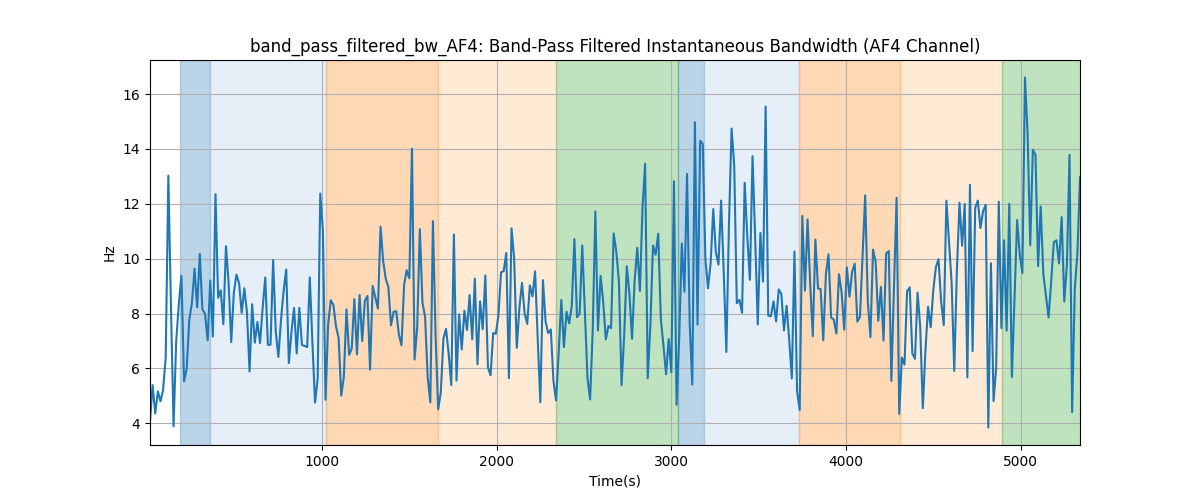 band_pass_filtered_bw_AF4: Band-Pass Filtered Instantaneous Bandwidth (AF4 Channel)
16
14
12
10
8
6
4
Hz
1000 2000 3000 4000 5000
Time(s)